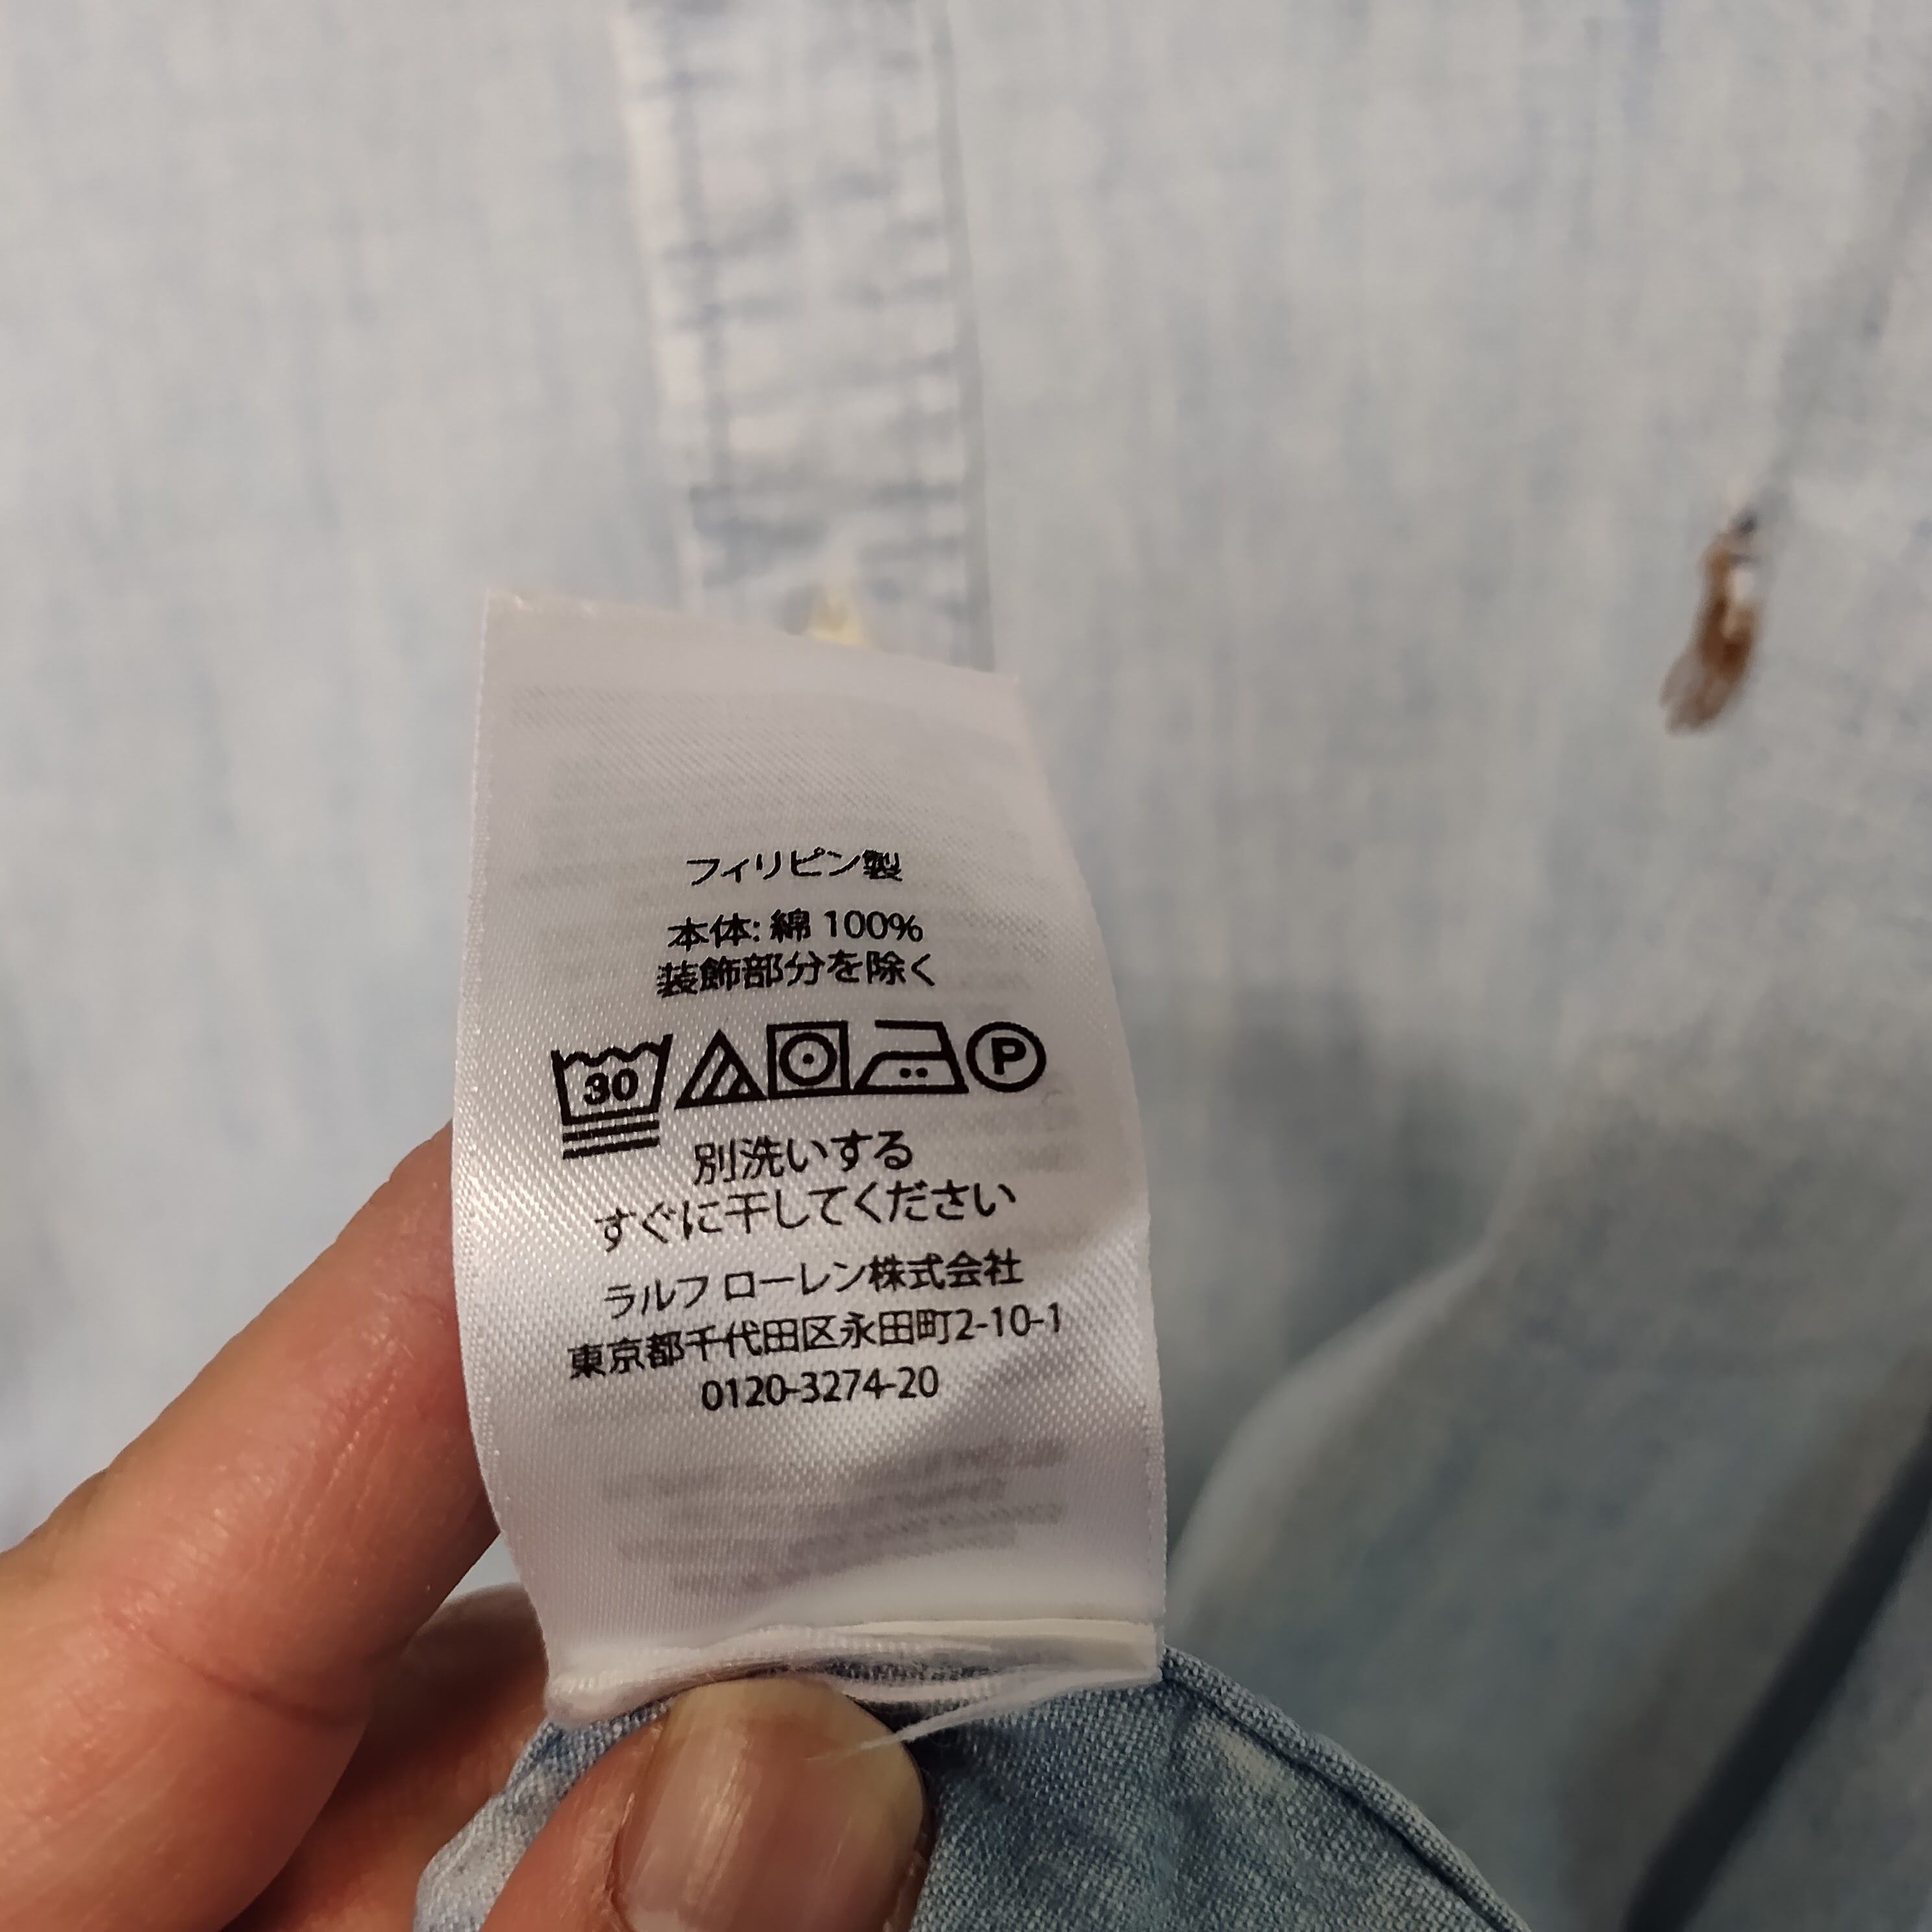 フィリピン製
本体: 綿 100%
装飾部分を除く
30 P
別洗いする
すぐに干してください
ラルフ ローレン株式会社
東京都千代田区永田町2-10-1
0120-3274-20